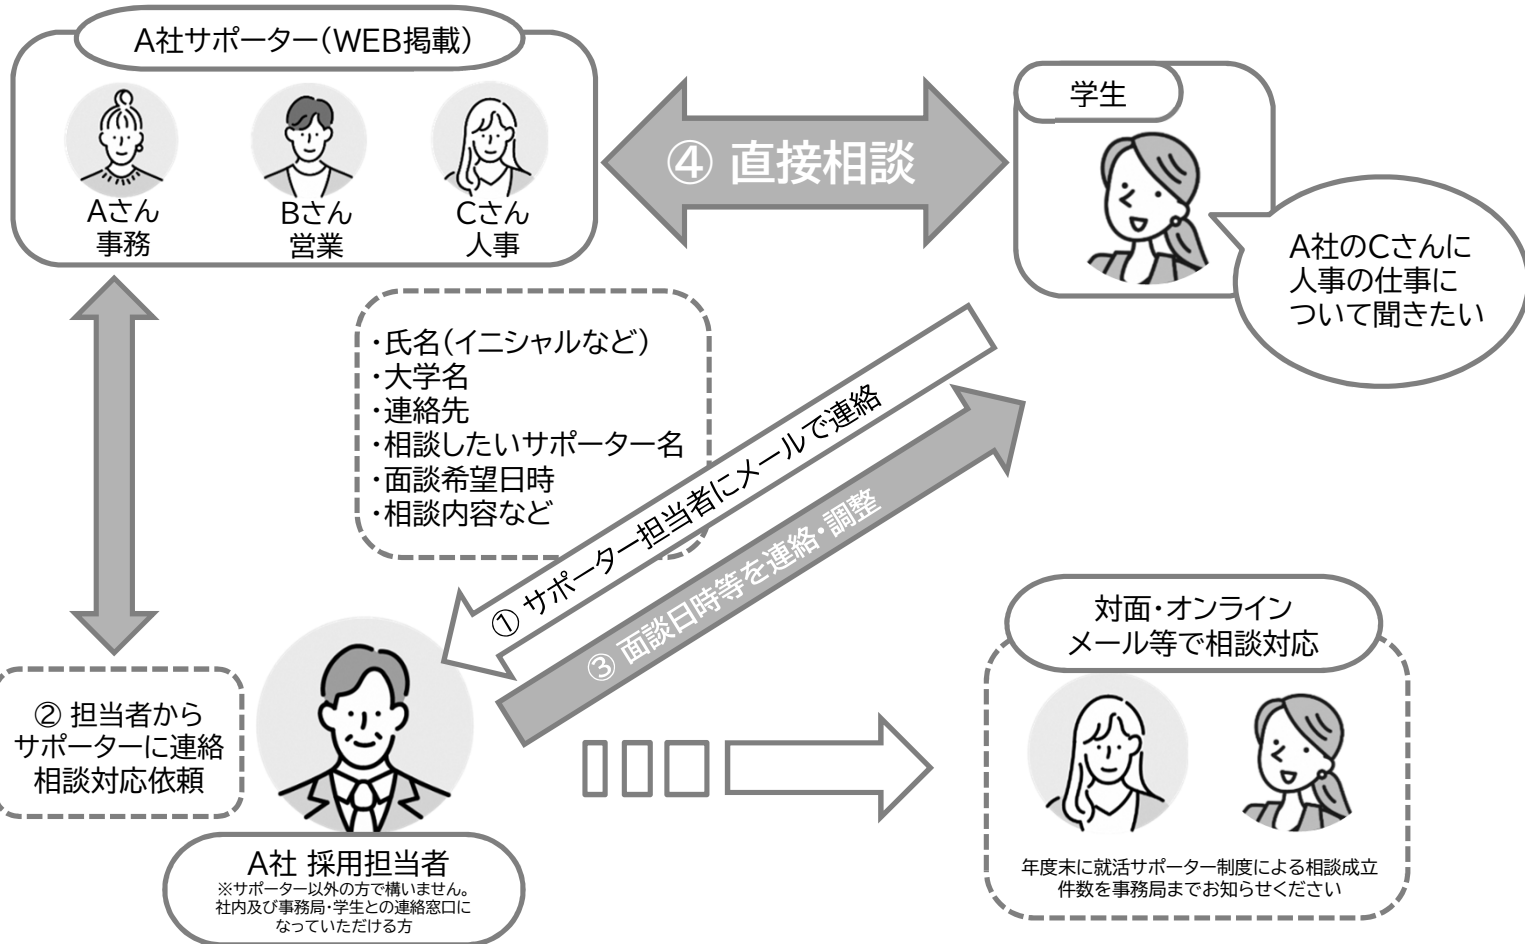 A社サポーター（WEB掲載）
Aさん
事務
Bさん
営業
Cさん
人事
④ 直接相談
学生
A社のCさんに
人事の仕事に
ついて聞きたい
・氏名（イニシャルなど）
・大学名
・連絡先
・相談したいサポーター名
・面談希望日時
・相談内容など
① サポーター担当者にメールで連絡
③ 面談日時等を連絡・調整
② 担当者から
サポーターに連絡
相談対応依頼
A社 採用担当者
※サポーター以外の方で構いません。
社内及び事務局・学生との連絡窓口に
なっていただける方
対面・オンライン
メール等で相談対応
年度末に就活サポーター制度による相談成立
件数を事務局までお知らせください